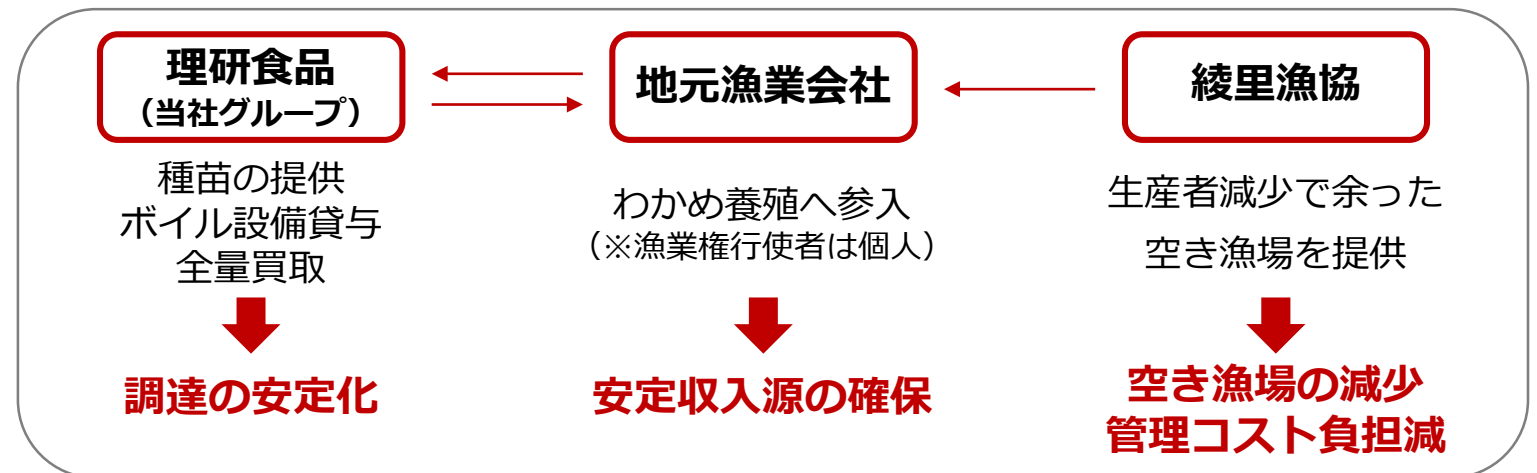 理研食品
（当社グループ）
種苗の提供
ボイル設備貸与
全量買取
調達の安定化
地元漁業会社
わかめ養殖へ参入
（※漁業権行使者は個人）
安定収入源の確保
綾里漁協
生産者減少で余った
空き漁場を提供
空き漁場の減少
管理コスト負担減